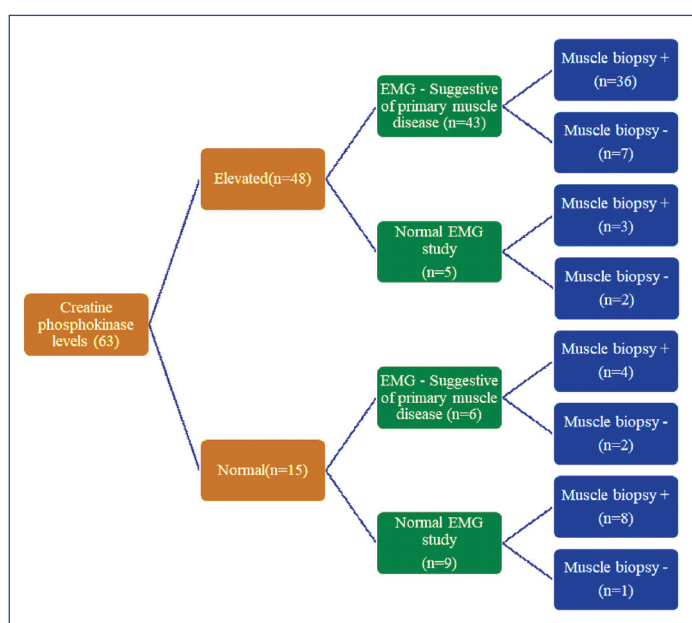 Creatine
phosphokinase
levels (63)
Elevated(n=48)
Normal(n=15)
EMG - Suggestive
of primary muscle
disease (n=43)
Normal EMG
study
(n=5)
EMG - Suggestive
of primary muscle
disease (n=6)
Normal EMG
study
(n=9)
Muscle biopsy +
(n=36)
Muscle biopsy -
(n=7)
Muscle biopsy +
(n=3)
Muscle biopsy -
(n=2)
Muscle biopsy +
(n=4)
Muscle biopsy -
(n=2)
Muscle biopsy +
(n=8)
Muscle biopsy -
(n=1)